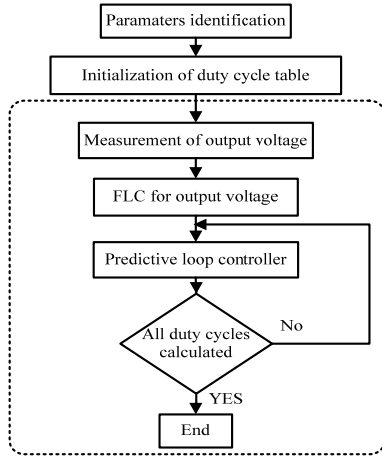 Paramaters identification
Initialization of duty cycle table
Measurement of output voltage
FLC for output voltage
Predictive loop controller
All duty cycles
calculated
No
YES
End